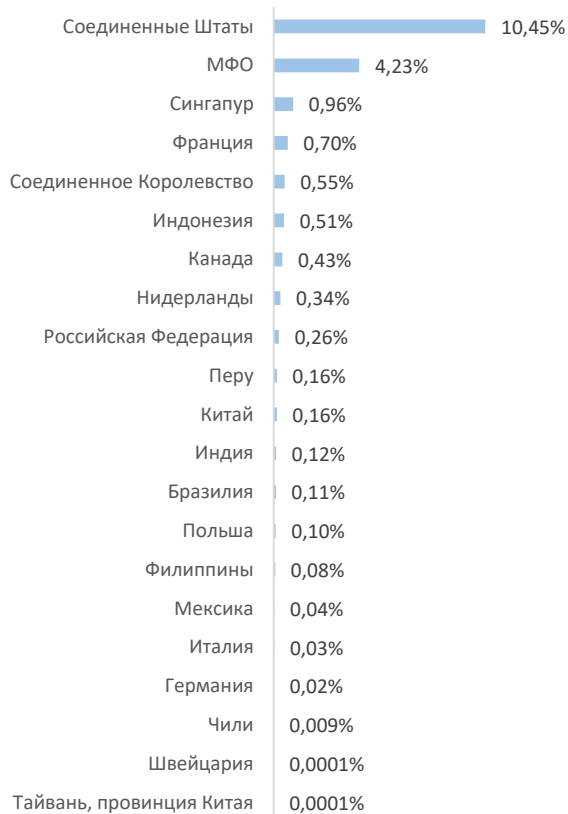 Соединенные Штаты 10,45%
МФО 4,23%
Сингапур 0,96%
Франция 0,70%
Соединенное Королевство 0,55%
Индонезия 0,51%
Канада 0,43%
Нидерланды 0,34%
Российская Федерация 0,26%
Перу 0,16%
Китай 0,16%
Индия 0,12%
Бразилия 0,11%
Польша 0,10%
Филиппины 0,08%
Мексика 0,04%
Италия 0,03%
Германия 0,02%
Чили 0,009%
Швейцария 0,0001%
Тайвань, провинция Китая 0,0001%